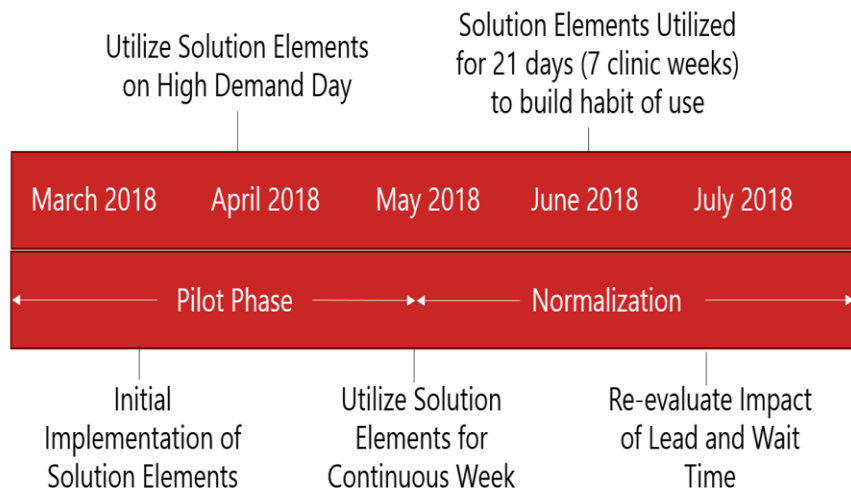 Utilize Solution Elements
on High Demand Day
Solution Elements Utilized
for 21 days (7 clinic weeks)
to build habit of use
March 2018
April 2018
May 2018
June 2018
July 2018
Pilot Phase
Normalization
Initial
Implementation of
Solution Elements
Utilize Solution
Elements for
Continuous Week
Re-evaluate Impact
of Lead and Wait
Time